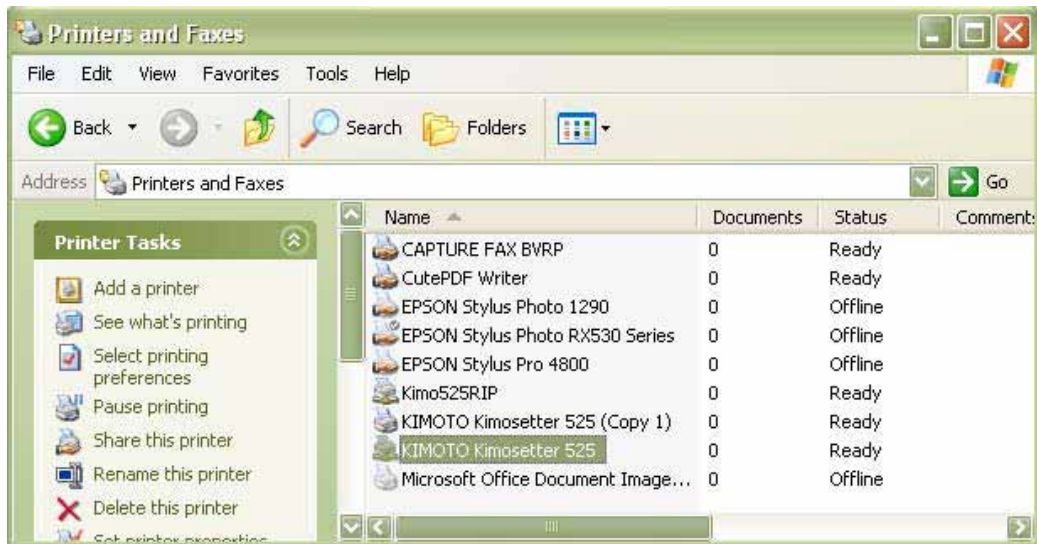 Printers and Faxes
File Edit View Favorites Tools Help
Back Search Folders
Address Printers and Faxes Go
Printer Tasks
Add a printer
See what's printing
Select printing
preferences
Pause printing
Share this printer
Rename this printer
Delete this printer
Set printer properties
Name Documents Status Comments
CAPTURE FAX BVRP 0 Ready
CutePDF Writer 0 Ready
EPSON Stylus Photo 1290 0 Offline
EPSON Stylus Photo RX530 Series 0 Offline
EPSON Stylus Pro 4800 0 Offline
Kimo525RIP 0 Ready
KIMOTO Kimosetter 525 (Copy 1) 0 Ready
KIMOTO Kimosetter 525 0 Ready
Microsoft Office Document Image... 0 Offline